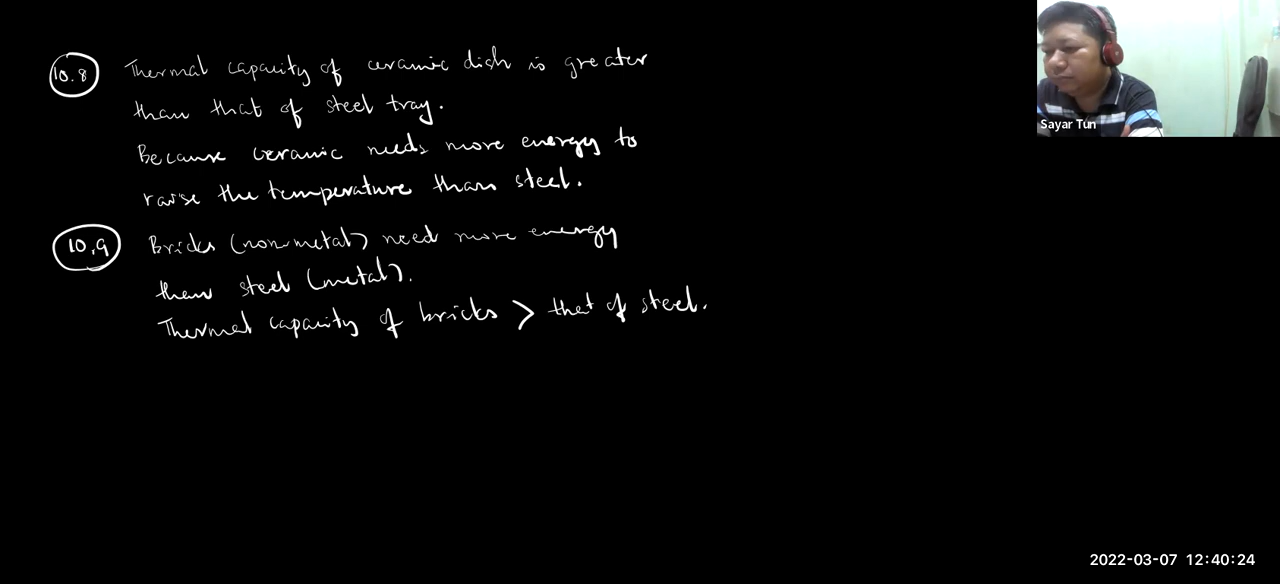 10.8 Thermal capacity of ceramic dish is greater
than that of steel tray.
Because ceramic needs more energy to
raise the temperature than steel.
10.9 Bricks (non-metal) need more energy
than steel (metal).
Thermal capacity of bricks > that of steel.
Sayar Tun
2022-03-07 12:40:24